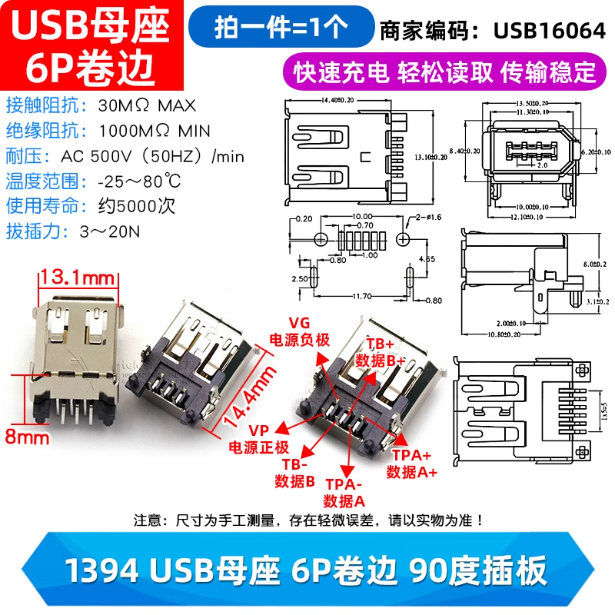 USB母座
6P卷边
拍一件=1个
商家编码：USB16064
快速充电 轻松读取 传输稳定
接触阻抗：30MΩ MAX
绝缘阻抗：1000MΩ MIN
耐压：AC 500V（50HZ）/min
温度范围：-25～80℃
使用寿命：约5000次
拔插力：3～20N
14.40±0.20
13.10±0.20
13.50±0.20
11.30±0.10
8.40±0.20
6.20±0.10
2.0
10.00±0.10
12.10±0.10
0.20
10.00
2-ø1.6
0.80
0.70
1.00
4.65
2.50
11.70
0.80
8.0±0.2
3.1±0.2
2.00±0.10
10.80±0.20
1x5=5
13.1mm
8mm
14.4mm
VG
电源负极
TB+
数据B+
VP
电源正极
TB-
数据B
TPA-
数据A
TPA+
数据A+
注意：尺寸为手工测量，存在轻微误差，请以实物为准！
1394 USB母座 6P卷边 90度插板